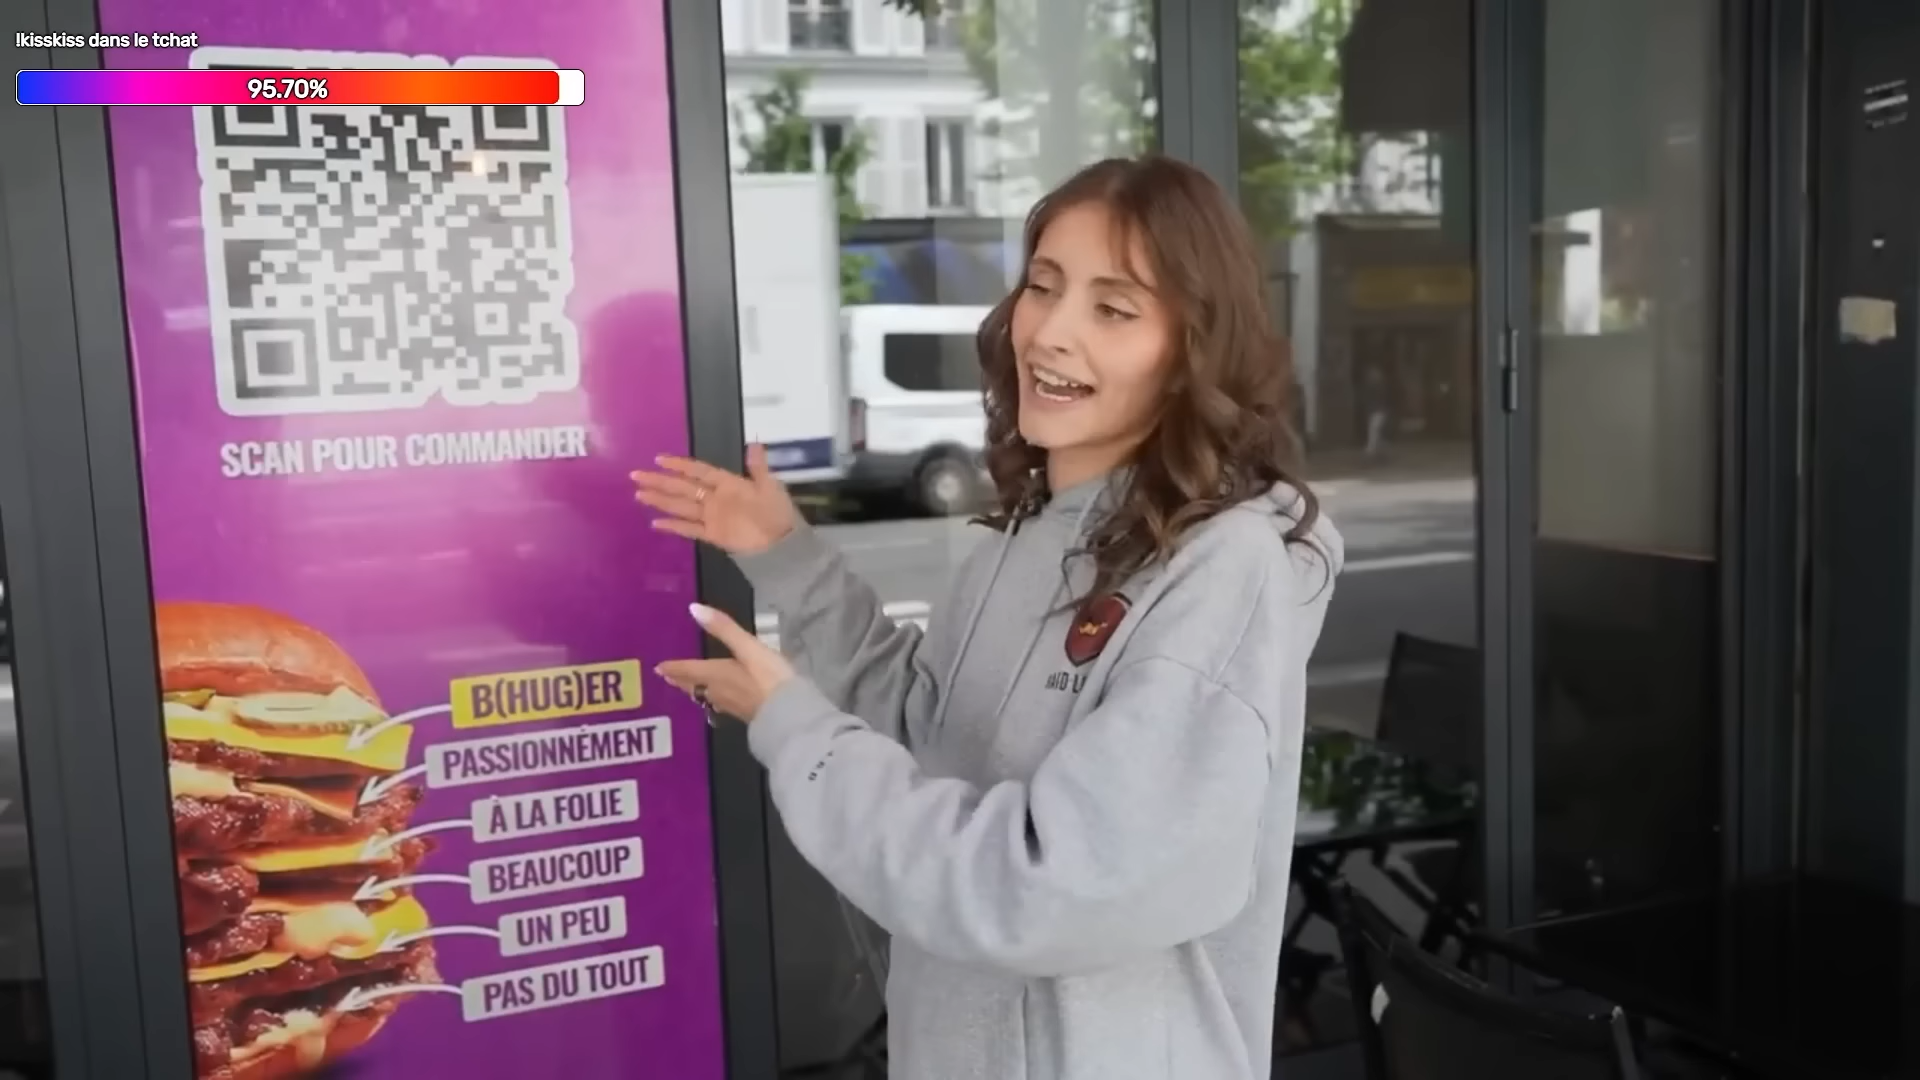 !kisskiss dans le tchat
95.70%
SCAN POUR COMMANDER
B(HUG)ER
PASSIONNÉMENT
À LA FOLIE
BEAUCOUP
UN PEU
PAS DU TOUT